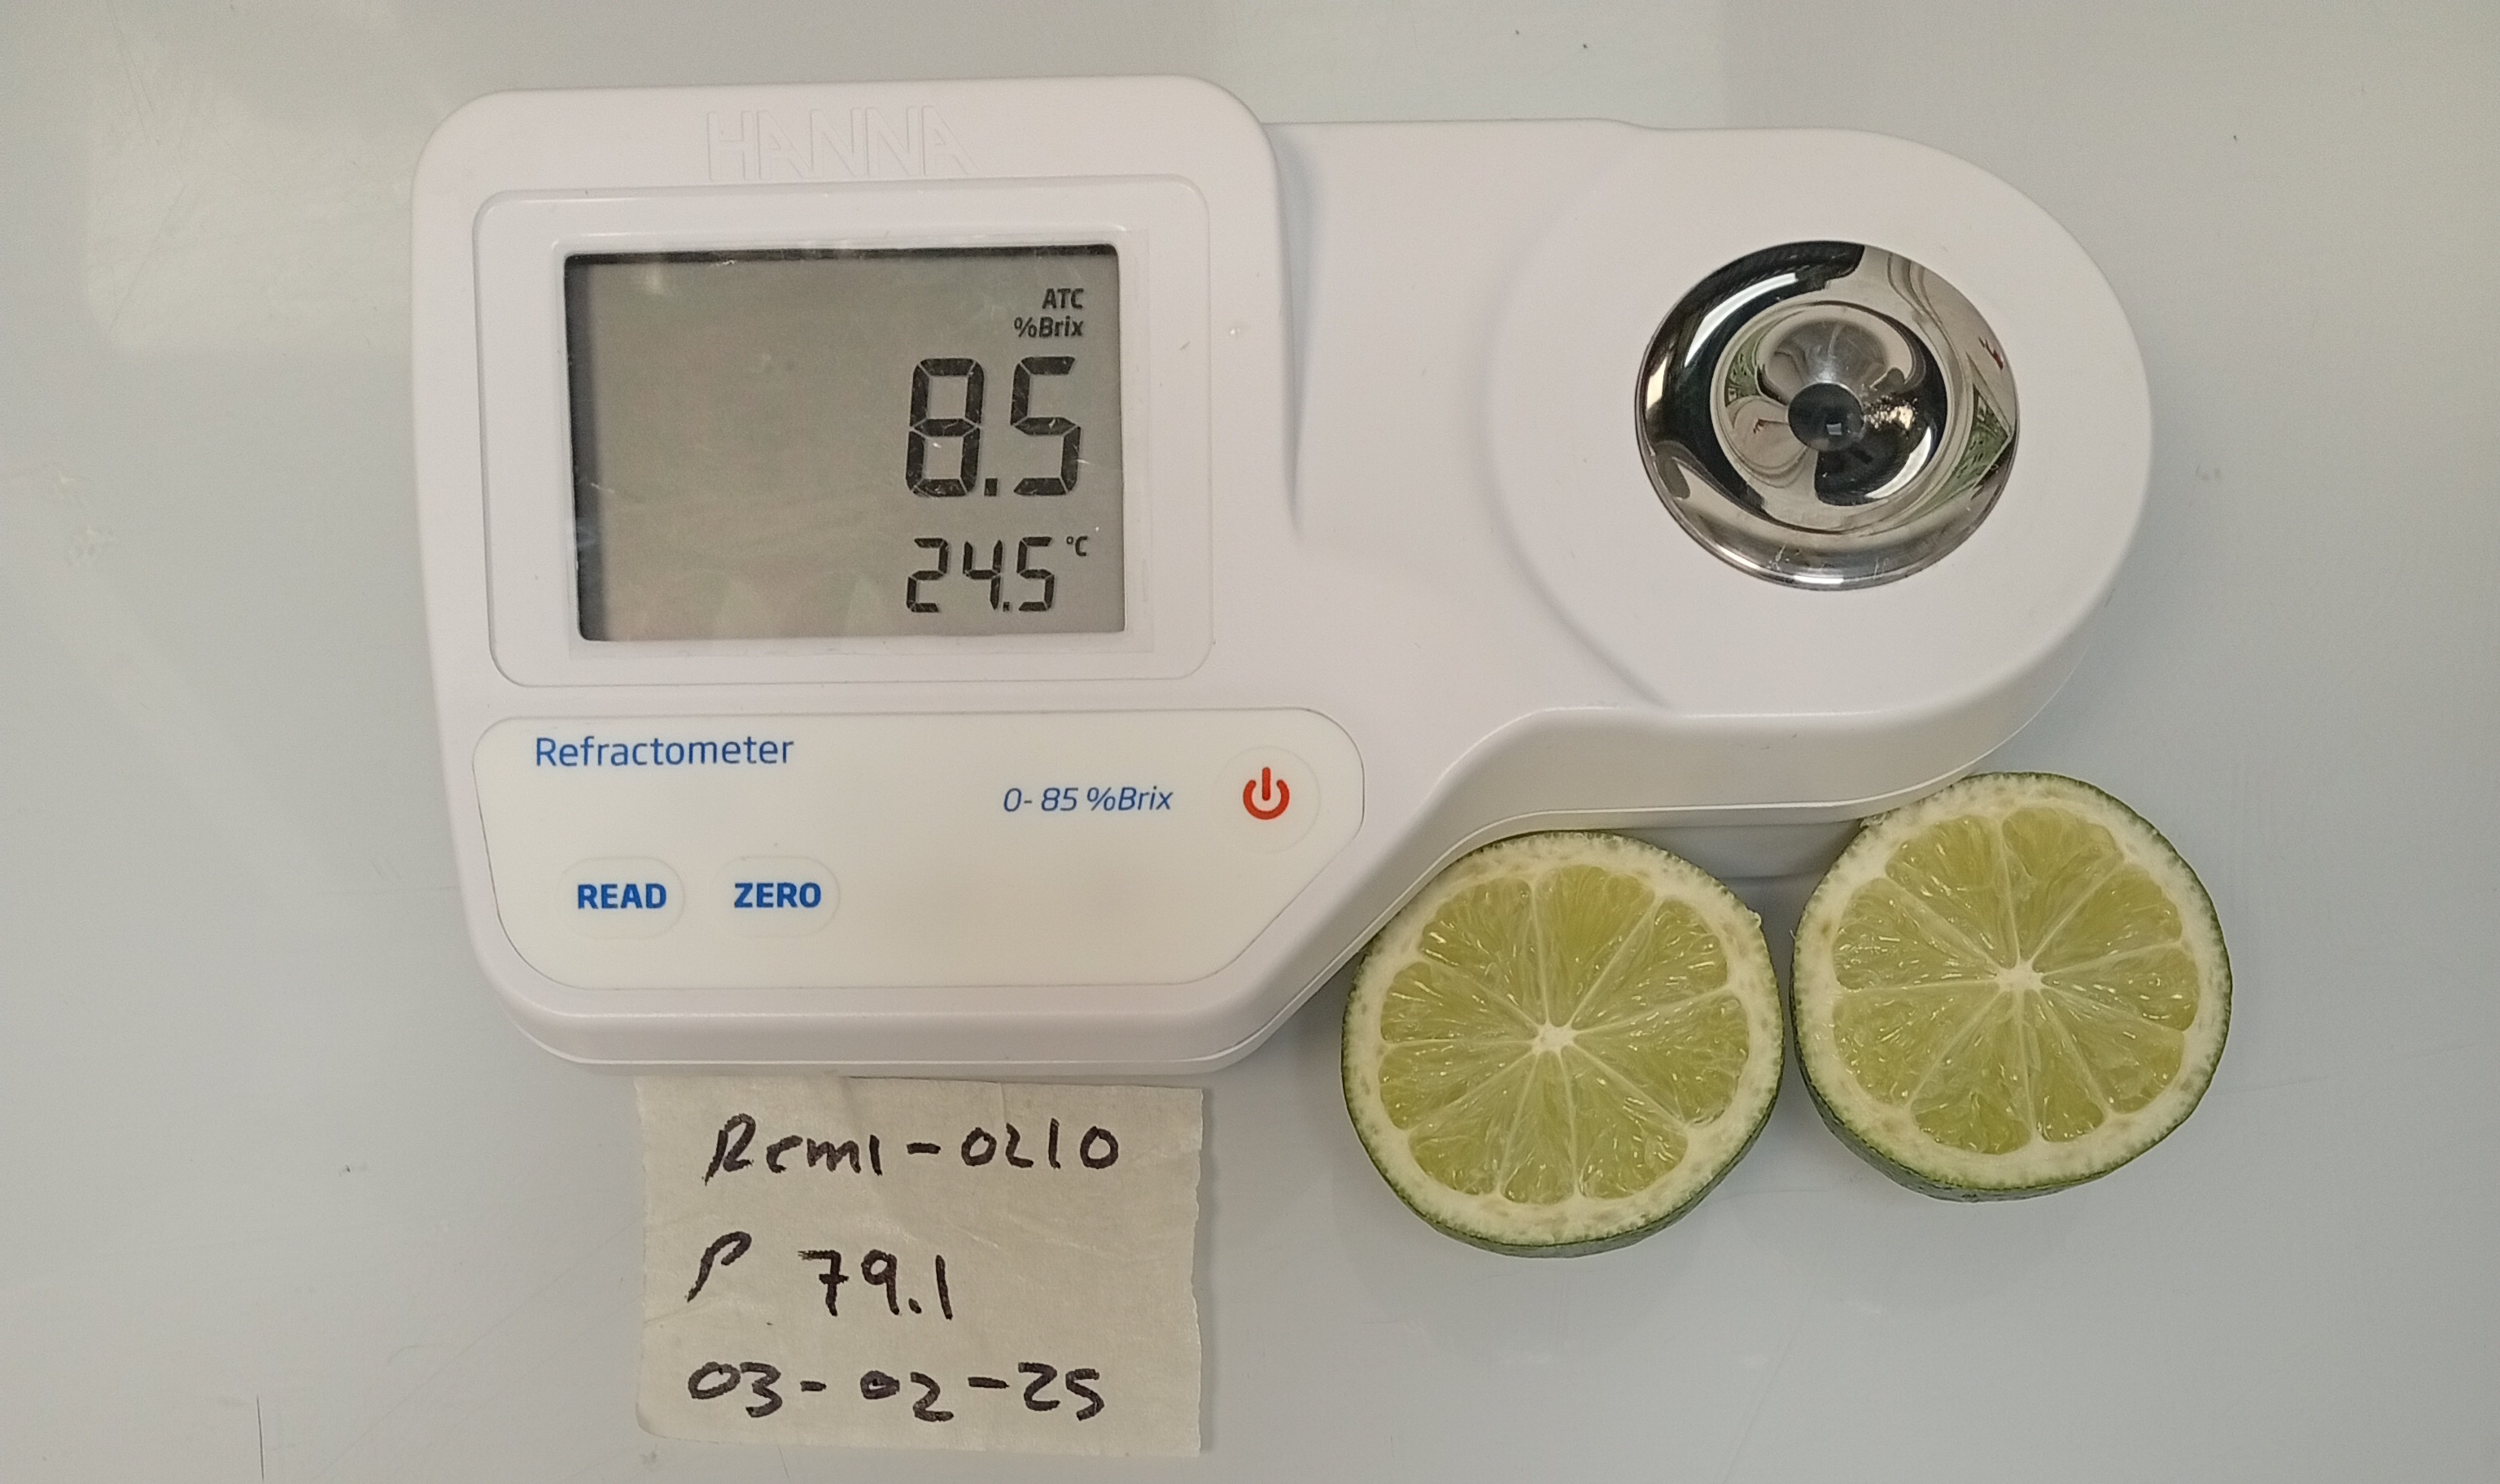 HANNA
ATC
%Brix
8.5
24.5 °C
Refractometer
0-85 %Brix
READ ZERO
Remi-0210
P 79.1
03-02-25